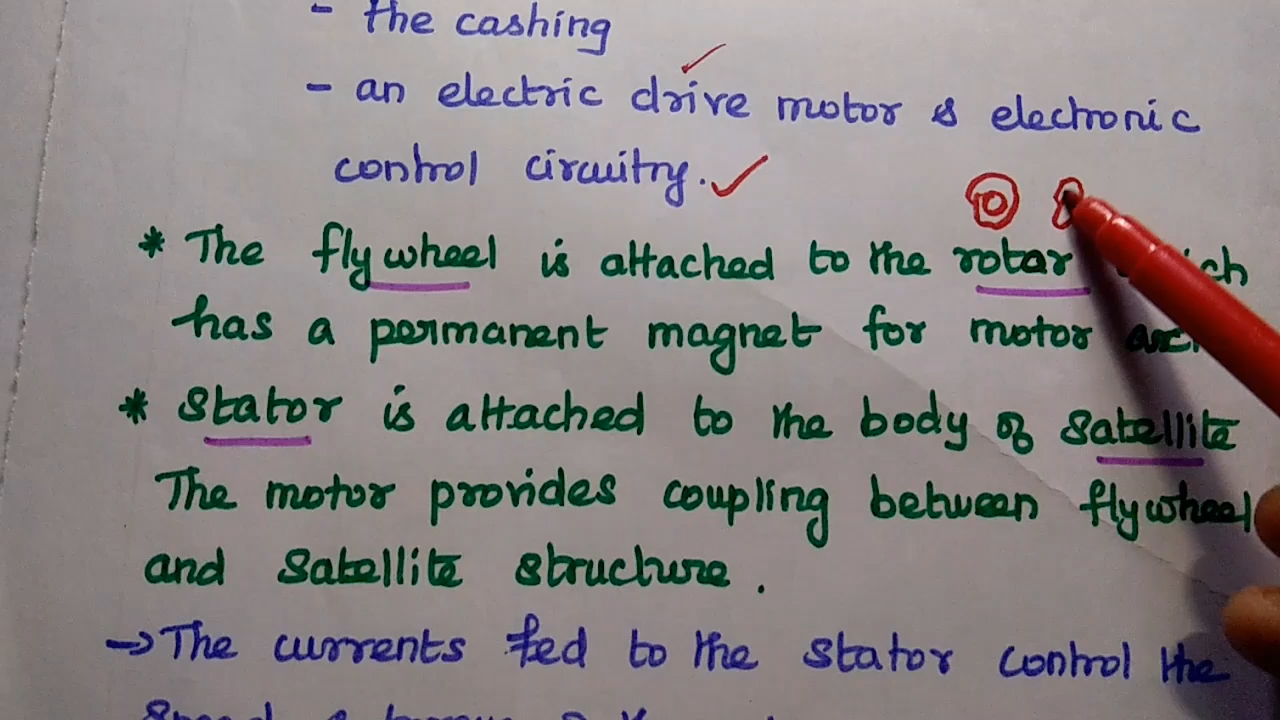 - the cashing
- an electric drive motor & electronic
control circuitry.
* The flywheel is attached to the rotar
has a permanent magnet for motor
* Stator is attached to the body of satellite
The motor provides coupling between flywheel
and satellite structure.
→ The currents fed to the stator control the